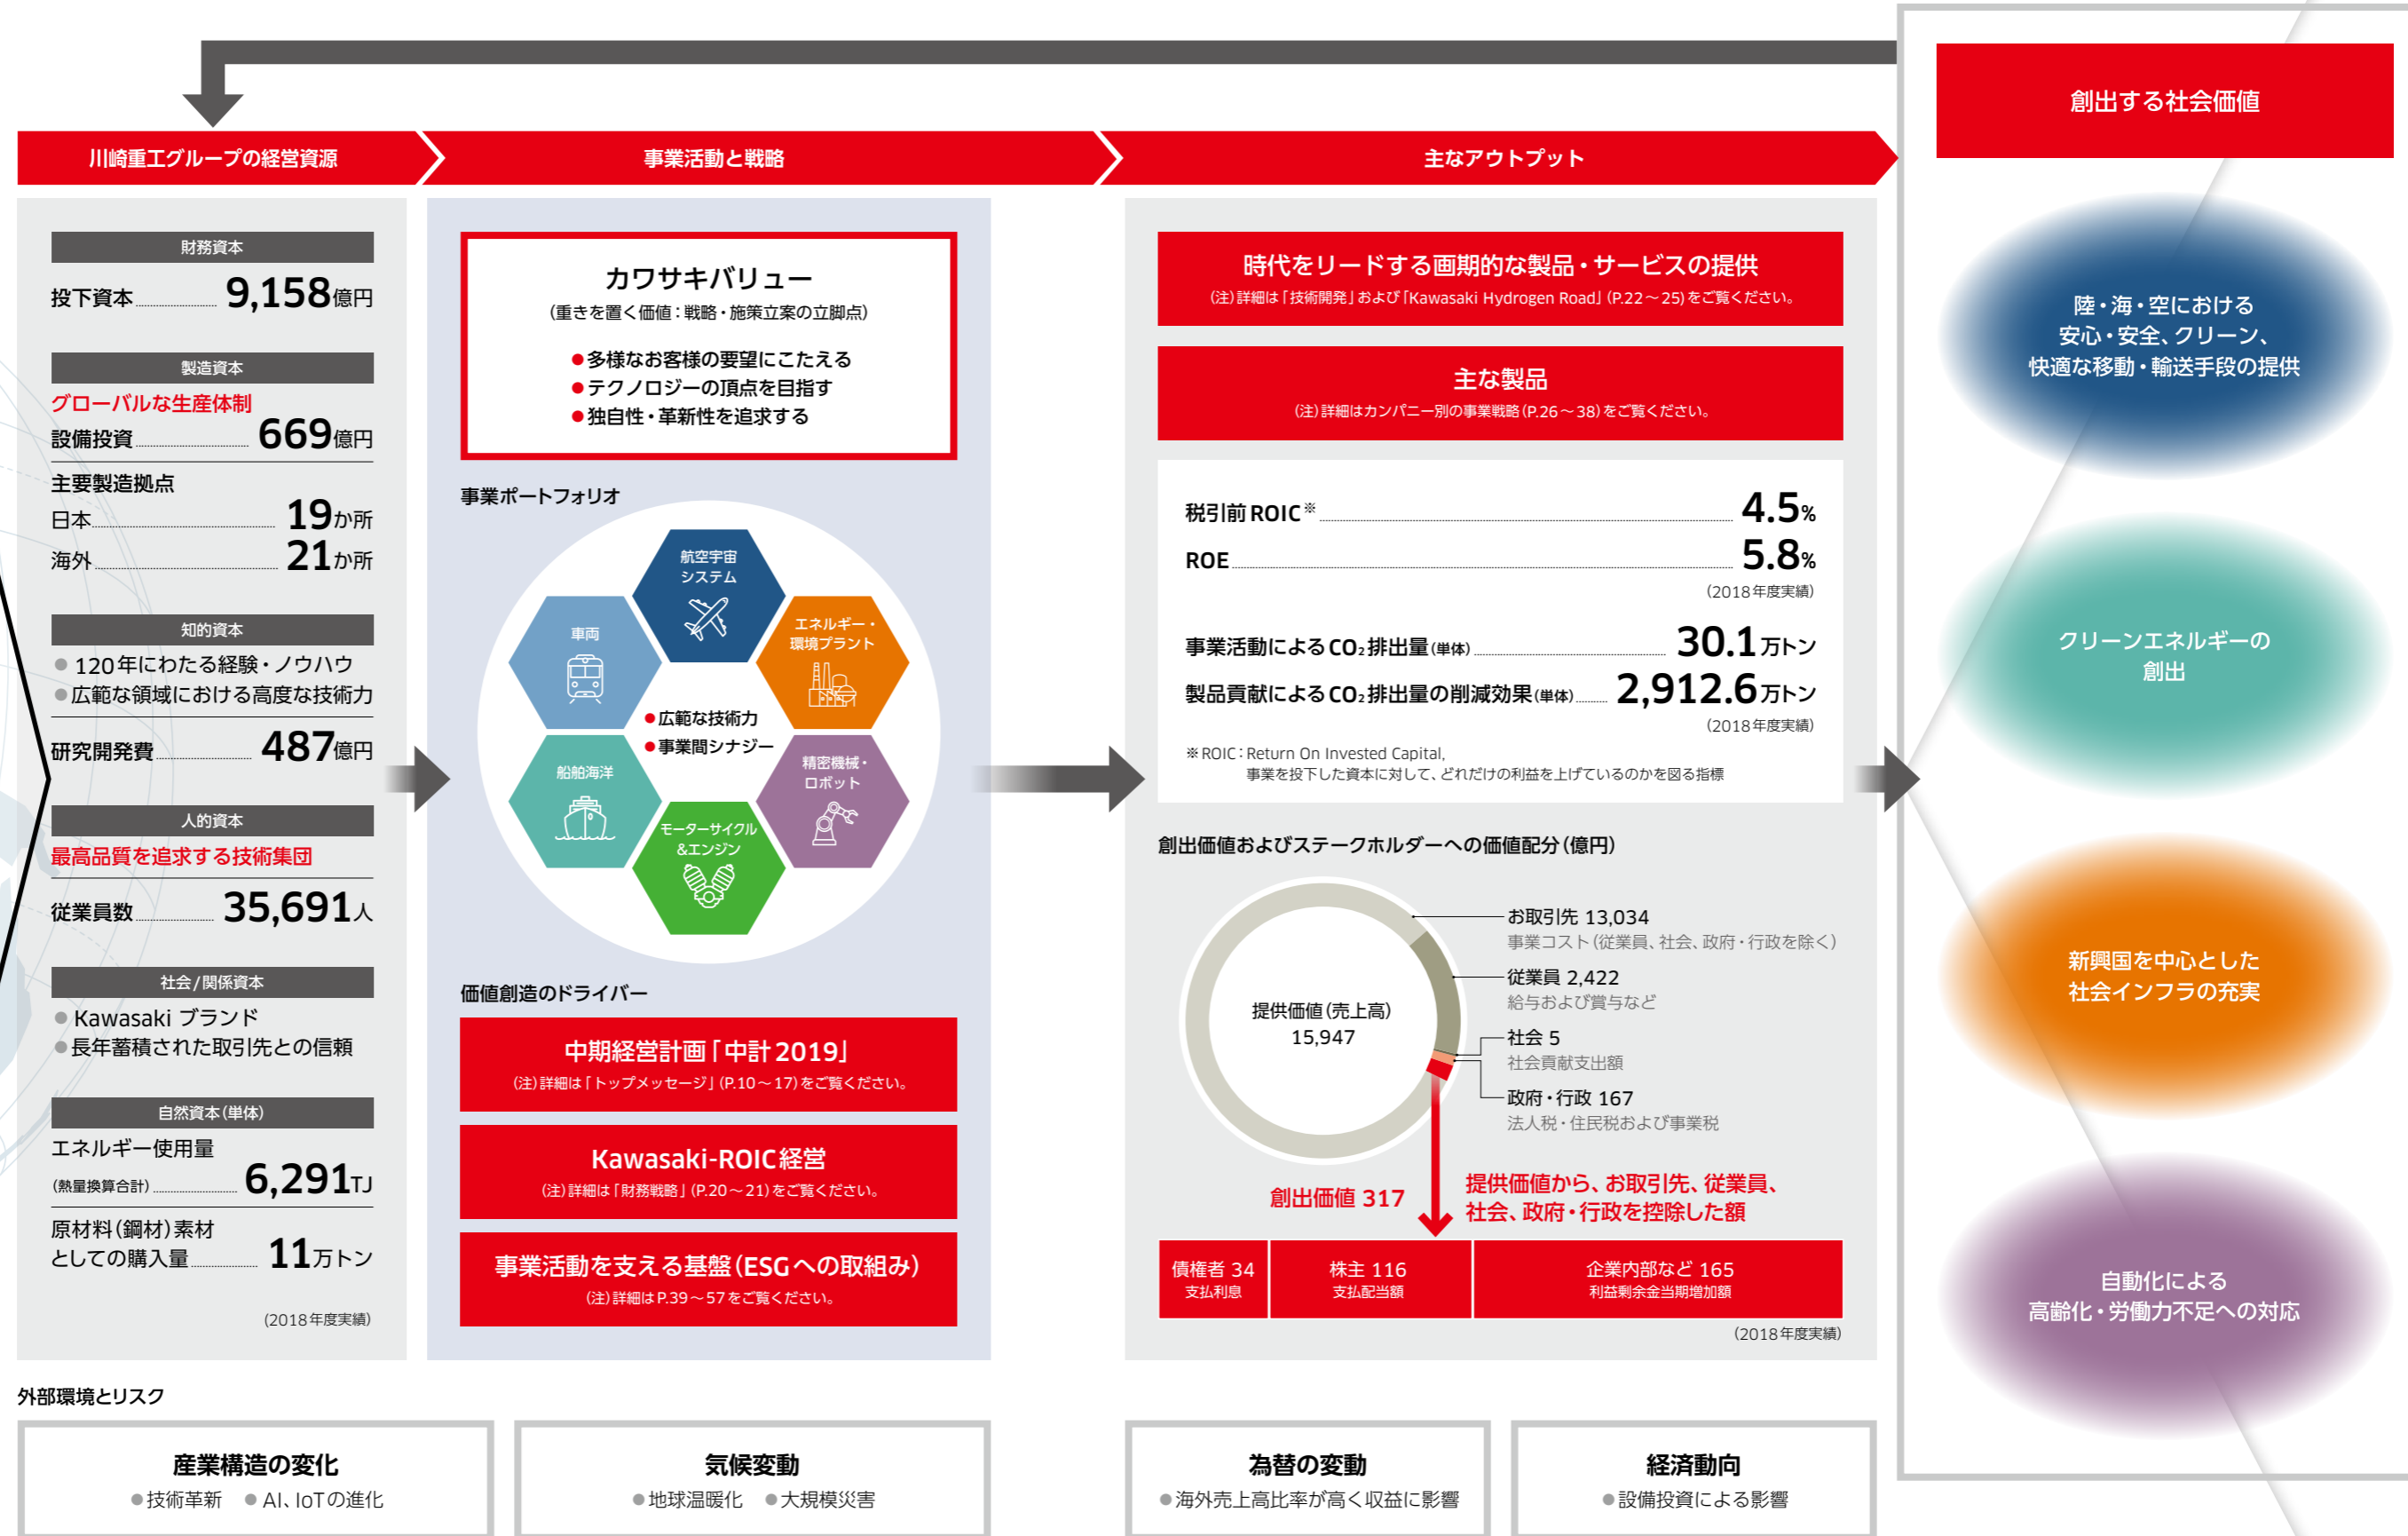 川崎重工グループの経営資源
事業活動と戦略
主なアウトプット
創出する社会価値
財務資本
投下資本 9,158億円
製造資本
グローバルな生産体制
設備投資 669億円
主要製造拠点
日本 19か所
海外 21か所
知的資本
● 120年にわたる経験・ノウハウ
● 広範な領域における高度な技術力
研究開発費 487億円
人的資本
最高品質を追求する技術集団
従業員数 35,691人
社会/関係資本
● Kawasaki ブランド
● 長年蓄積された取引先との信頼
自然資本(単体)
エネルギー使用量
(熱量換算合計) 6,291TJ
原材料(鋼材)素材
としての購入量 11万トン
(2018年度実績)
カワサキバリュー
(重きを置く価値:戦略・施策立案の立脚点)
● 多様なお客様の要望にこたえる
● テクノロジーの頂点を目指す
● 独自性・革新性を追求する
事業ポートフォリオ
航空宇宙
システム
車両
エネルギー・
環境プラント
● 広範な技術力
● 事業間シナジー
船舶海洋
精密機械・
ロボット
モーターサイクル
&エンジン
価値創造のドライバー
中期経営計画「中計2019」
(注)詳細は「トップメッセージ」(P.10～17)をご覧ください。
Kawasaki-ROIC経営
(注)詳細は「財務戦略」(P.20～21)をご覧ください。
事業活動を支える基盤(ESGへの取組み)
(注)詳細はP.39～57をご覧ください。
時代をリードする画期的な製品・サービスの提供
(注)詳細は「技術開発」および「Kawasaki Hydrogen Road」(P.22～25)をご覧ください。
主な製品
(注)詳細はカンパニー別の事業戦略(P.26～38)をご覧ください。
税引前ROIC※ 4.5%
ROE 5.8%
(2018年度実績)
事業活動によるCO₂排出量(単体) 30.1万トン
製品貢献によるCO₂排出量の削減効果(単体) 2,912.6万トン
(2018年度実績)
※ROIC:Return On Invested Capital,
事業を投下した資本に対して、どれだけの利益を上げているのかを図る指標
創出価値およびステークホルダーへの価値配分(億円)
提供価値(売上高)
15,947
お取引先 13,034
事業コスト(従業員、社会、政府・行政を除く)
従業員 2,422
給与および賞与など
社会 5
社会貢献支出額
政府・行政 167
法人税・住民税および事業税
創出価値 317
提供価値から、お取引先、従業員、
社会、政府・行政を控除した額
債権者 34
支払利息
株主 116
支払配当額
企業内部など 165
利益剰余金当期増加額
(2018年度実績)
陸・海・空における
安心・安全、クリーン、
快適な移動・輸送手段の提供
クリーンエネルギーの
創出
新興国を中心とした
社会インフラの充実
自動化による
高齢化・労働力不足への対応
外部環境とリスク
産業構造の変化
● 技術革新 ● AI、IoTの進化
気候変動
● 地球温暖化 ● 大規模災害
為替の変動
● 海外売上高比率が高く収益に影響
経済動向
● 設備投資による影響